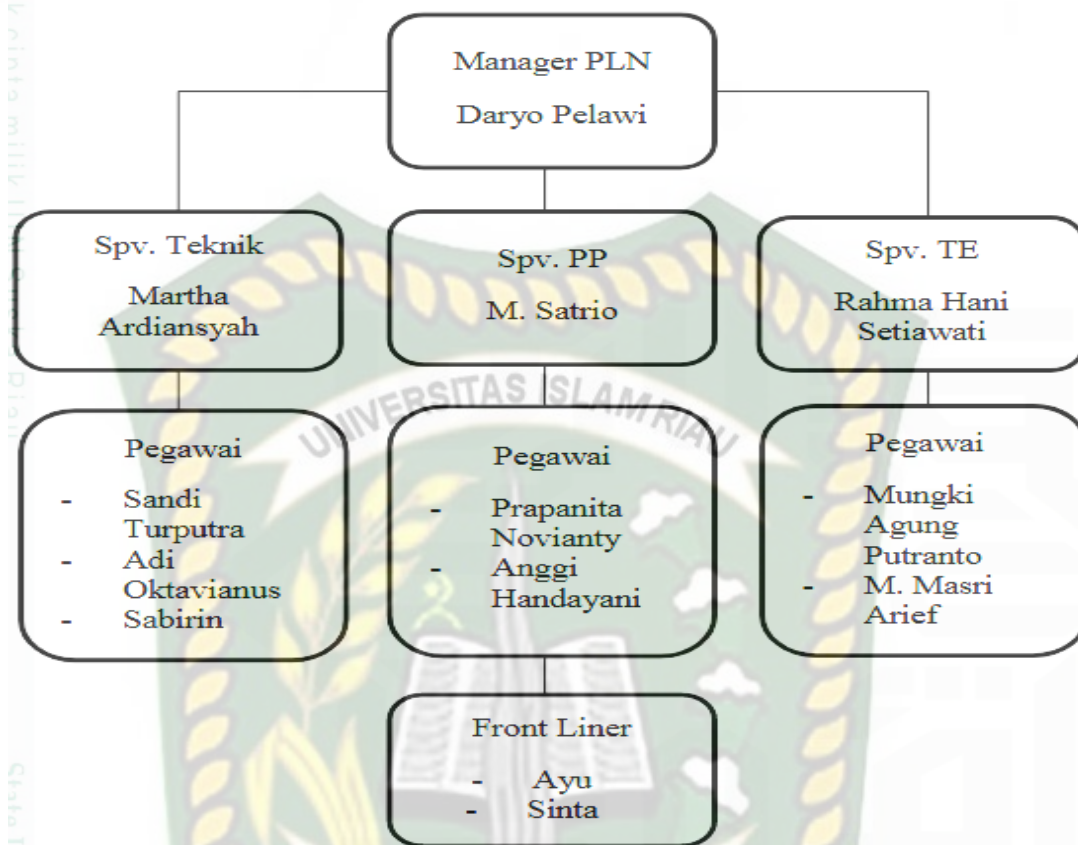 Manager PLN
Daryo Pelawi
Spv. Teknik
Martha
Ardiansyah
Spv. PP
M. Satrio
Spv. TE
Rahma Hani
Setiawati
UNIVERSITAS ISLAM RIAU
Pegawai
- Sandi
Turputra
- Adi
Oktavianus
- Sabirin
Pegawai
- Prapanita
Novianty
- Anggi
Handayani
Pegawai
- Mungki
Agung
Putranto
- M. Masri
Arief
Front Liner
- Ayu
- Sinta